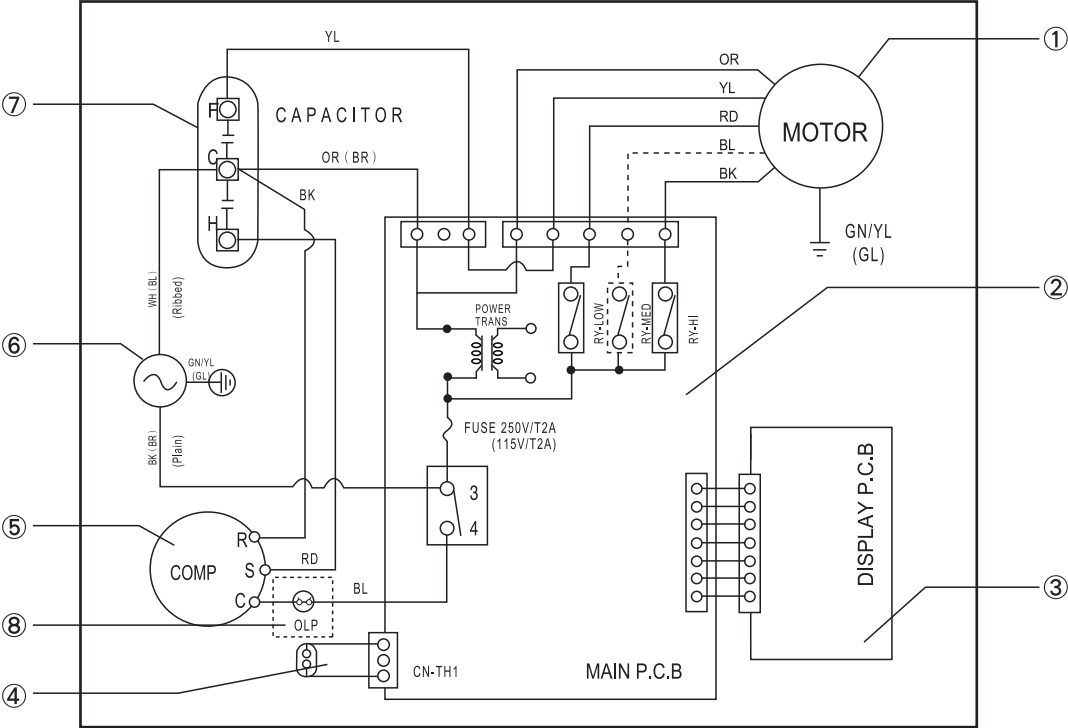 YL
OR
①
⑦
F
CAPACITOR
YL
RD
MOTOR
C
OR (BR)
BL
BK
BK
H
GN/YL
(GL)
WH (BL)
(Ribbed)
②
POWER
TRANS
RY-LOW
RY-MED
RY-HI
⑥
GN/YL
(GL)
FUSE 250V/T2A
(115V/T2A)
BK (BR)
(Plain)
3
4
DISPLAY P.C.B
⑤
R
COMP
S
RD
C
BL
③
⑧
OLP
CN-TH1
MAIN P.C.B
④